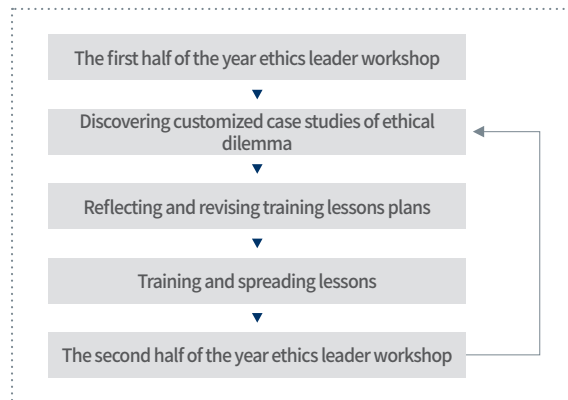 The first half of the year ethics leader workshop
Discovering customized case studies of ethical
dilemma
Reflecting and revising training lessons plans
Training and spreading lessons
The second half of the year ethics leader workshop